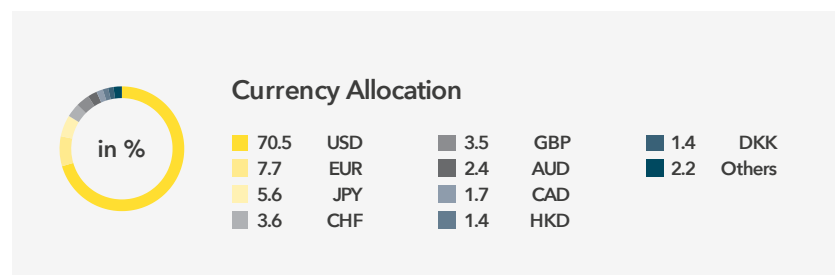 Currency Allocation
in %
70.5 USD
7.7 EUR
5.6 JPY
3.6 CHF
3.5 GBP
2.4 AUD
1.7 CAD
1.4 HKD
1.4 DKK
2.2 Others